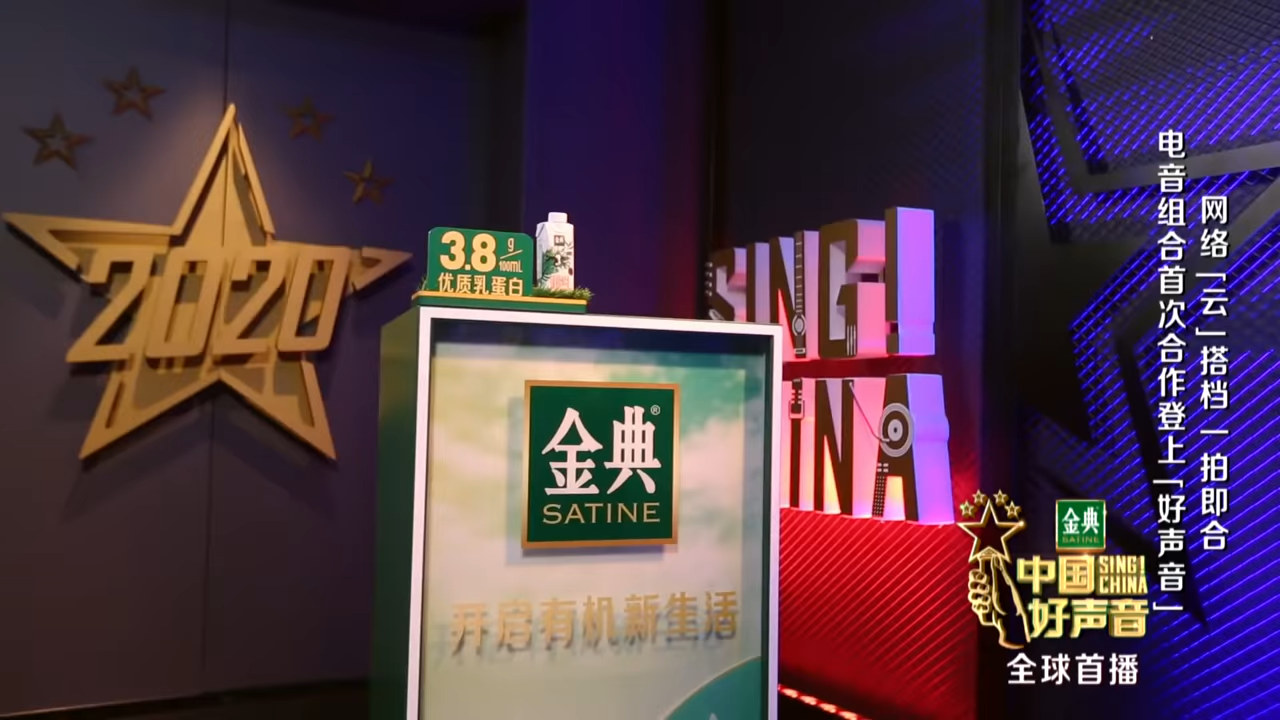 2020
3.8g/100mL
优质乳蛋白
金典®
SATINE
开启有机新生活
SING!
网络「云」搭档一拍即合
电音组合首次合作登上「好声音」
金典
SATINE
中国
SING!
CHINA
好声音
全球首播